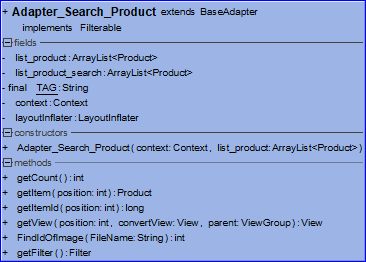 + Adapter_Search_Product extends BaseAdapter
implements Filterable
fields
- list_product : ArrayList<Product>
- list_product_search : ArrayList<Product>
- final TAG : String
- context : Context
- layoutInflater : LayoutInflater
constructors
+ Adapter_Search_Product ( context : Context, list_product : ArrayList<Product> )
methods
+ getCount ( ) : int
+ getItem ( position : int ) : Product
+ getItemId ( position : int ) : long
+ getView ( position : int, convertView : View, parent : ViewGroup ) : View
+ FindIdOfImage ( FileName : String ) : int
+ getFilter ( ) : Filter